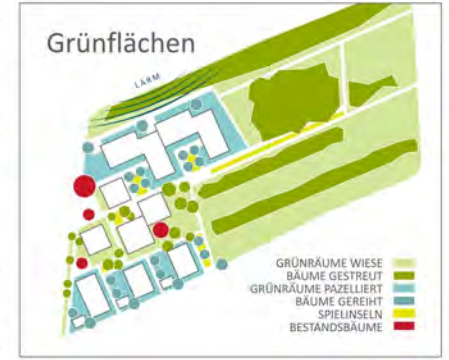 Grünflächen
LÄRM
GRÜNRÄUME WIESE
BÄUME GESTREUT
GRÜNRÄUME PAZELLIERT
BÄUME GEREIHT
SPIELINSELN
BESTANDSBÄUME